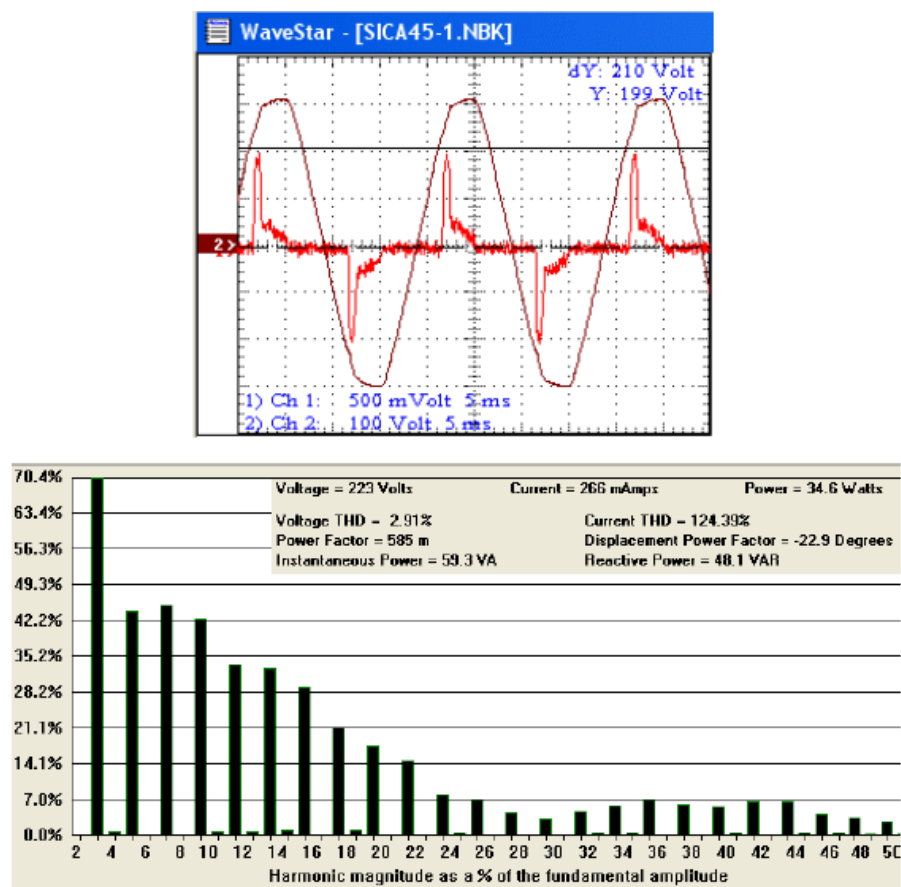 WaveStar - [SICA45-1.NBK]
dY: 210 Volt
Y: 199 Volt
2>
1) Ch 1: 500 mVolt 5 ms
2) Ch 2: 100 Volt 5 ms
70.4%
Voltage = 223 Volts Current = 266 mAmps Power = 34.6 Watts
63.4%
Voltage THD = 2.91% Current THD = 124.39%
Power Factor = 585 m Displacement Power Factor = -22.9 Degrees
56.3%
Instantaneous Power = 59.3 VA Reactive Power = 48.1 VAR
49.3%
42.2%
35.2%
28.2%
21.1%
14.1%
7.0%
0.0%
2 4 6 8 10 12 14 16 18 20 22 24 26 28 30 32 34 36 38 40 42 44 46 48 50
Harmonic magnitude as a % of the fundamental amplitude